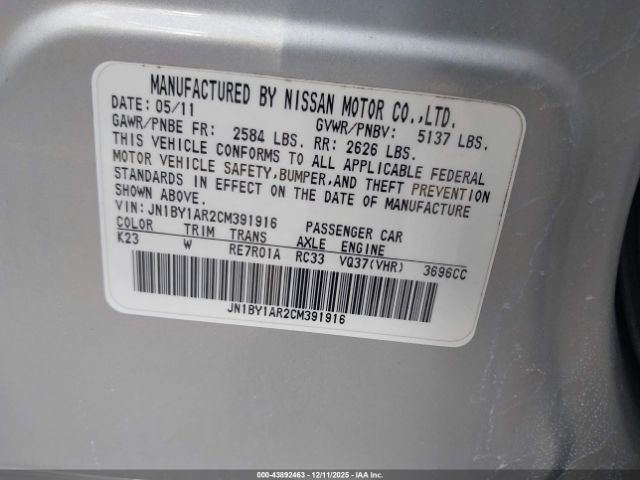 MANUFACTURED BY NISSAN MOTOR CO.,LTD.
DATE: 05/11 GVWR/PNBV: 5137 LBS.
GAWR/PNBE FR: 2584 LBS. RR: 2626 LBS.
THIS VEHICLE CONFORMS TO ALL APPLICABLE FEDERAL
MOTOR VEHICLE SAFETY,BUMPER,AND THEFT PREVENTION
STANDARDS IN EFFECT ON THE DATE OF MANUFACTURE
SHOWN ABOVE.
VIN: JN1BY1AR2CM391916 PASSENGER CAR
COLOR TRIM TRANS AXLE ENGINE
K23 W RE7R01A RC33 VQ37(VHR) 3696CC
JN1BY1AR2CM391916
000-43892463 - 12/11/2025 - IAAI.COM